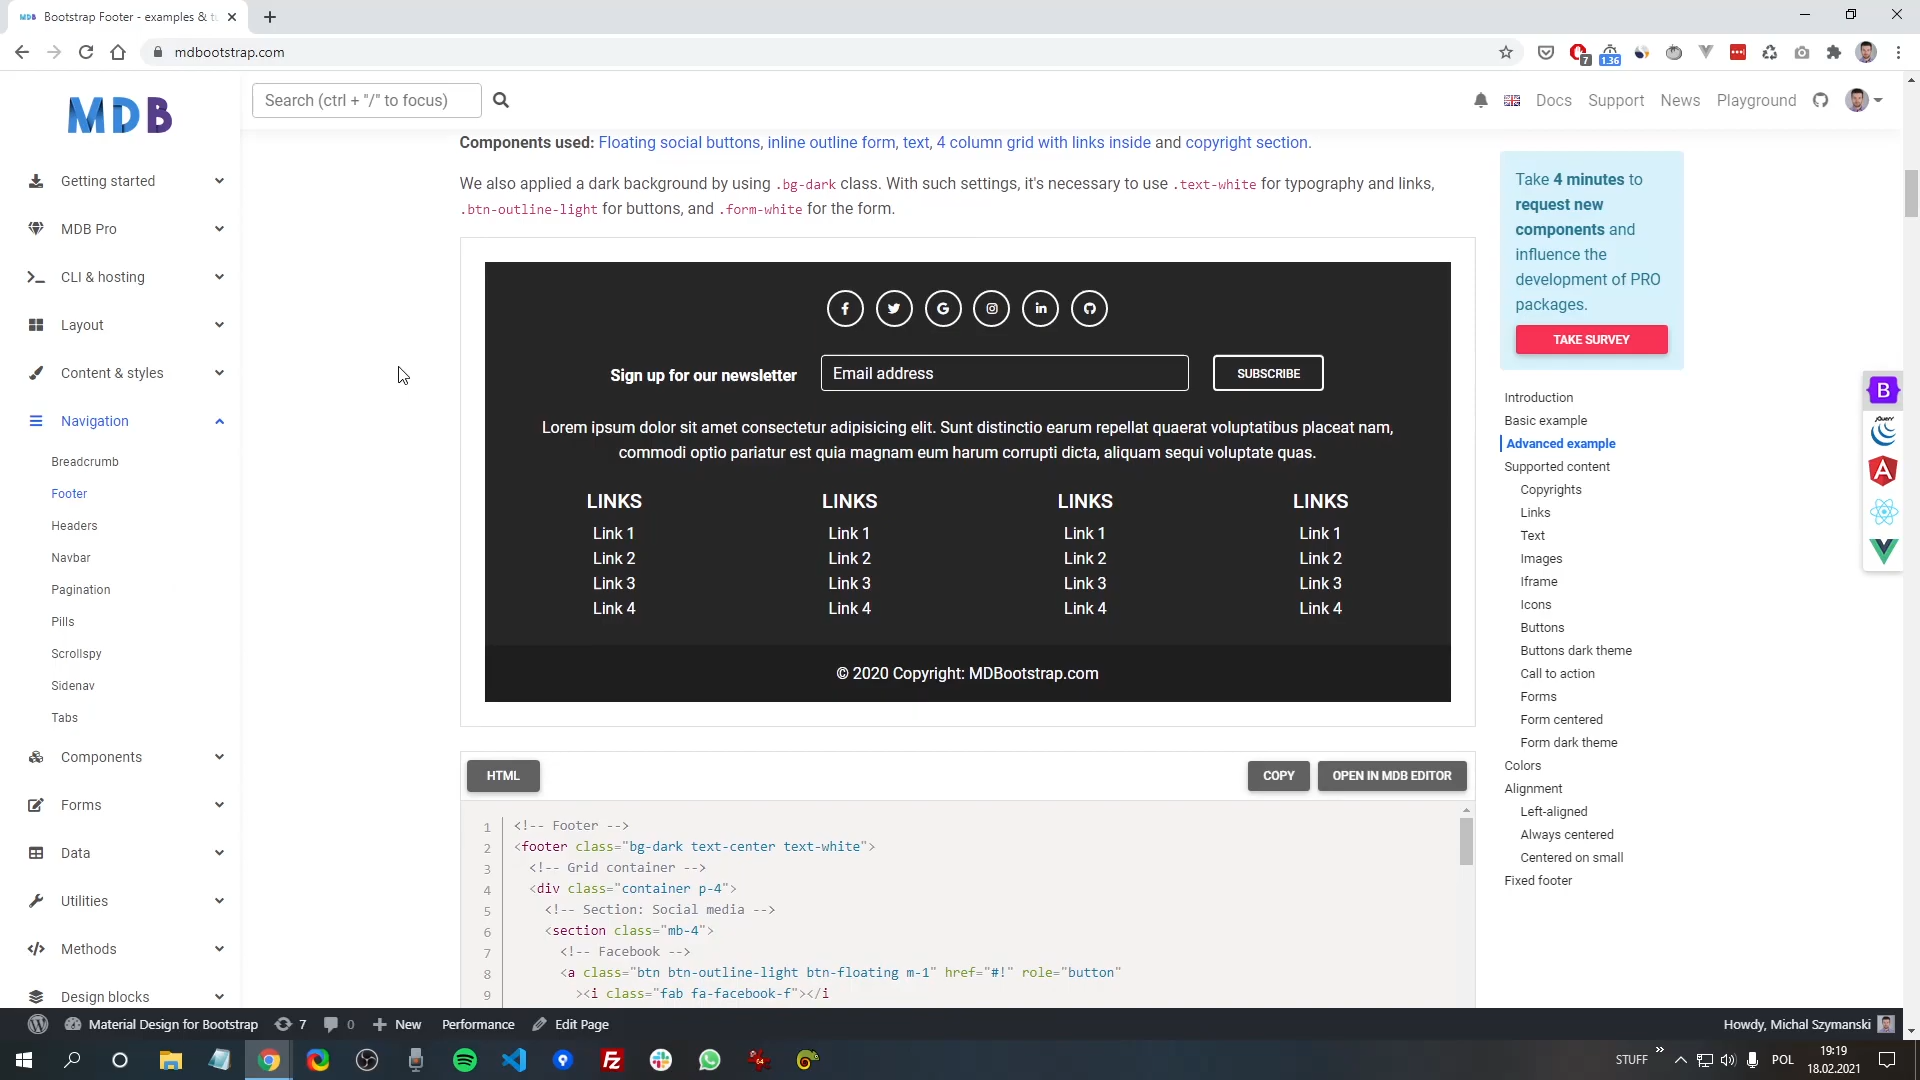 MDB Bootstrap Footer - examples & tu
mdbootstrap.com
7
1.36
MDB
Search (ctrl + "/" to focus)
Docs
Support
News
Playground
Getting started
MDB Pro
CLI & hosting
Layout
Content & styles
Navigation
Breadcrumb
Footer
Headers
Navbar
Pagination
Pills
Scrollspy
Sidenav
Tabs
Components
Forms
Data
Utilities
Methods
Design blocks
Components used: Floating social buttons, inline outline form, text, 4 column grid with links inside and copyright section.
We also applied a dark background by using .bg-dark class. With such settings, it's necessary to use .text-white for typography and links,
.btn-outline-light for buttons, and .form-white for the form.
Sign up for our newsletter
Email address
SUBSCRIBE
Lorem ipsum dolor sit amet consectetur adipisicing elit. Sunt distinctio earum repellat quaerat voluptatibus placeat nam,
commodi optio pariatur est quia magnam eum harum corrupti dicta, aliquam sequi voluptate quas.
LINKS LINKS LINKS LINKS
Link 1 Link 1 Link 1 Link 1
Link 2 Link 2 Link 2 Link 2
Link 3 Link 3 Link 3 Link 3
Link 4 Link 4 Link 4 Link 4
© 2020 Copyright: MDBootstrap.com
HTML
COPY
OPEN IN MDB EDITOR
1 <!-- Footer -->
2 <footer class="bg-dark text-center text-white">
3 <!-- Grid container -->
4 <div class="container p-4">
5 <!-- Section: Social media -->
6 <section class="mb-4">
7 <!-- Facebook -->
8 <a class="btn btn-outline-light btn-floating m-1" href="#!" role="button"
9 ><i class="fab fa-facebook-f"></i
Take 4 minutes to
request new
components and
influence the
development of PRO
packages.
TAKE SURVEY
Introduction
Basic example
Advanced example
Supported content
Copyrights
Links
Text
Images
Iframe
Icons
Buttons
Buttons dark theme
Call to action
Forms
Form centered
Form dark theme
Colors
Alignment
Left-aligned
Always centered
Centered on small
Fixed footer
B
jQuery
Material Design for Bootstrap
7
0
New
Performance
Edit Page
Howdy, Michal Szymanski
STUFF
POL
19:19
18.02.2021